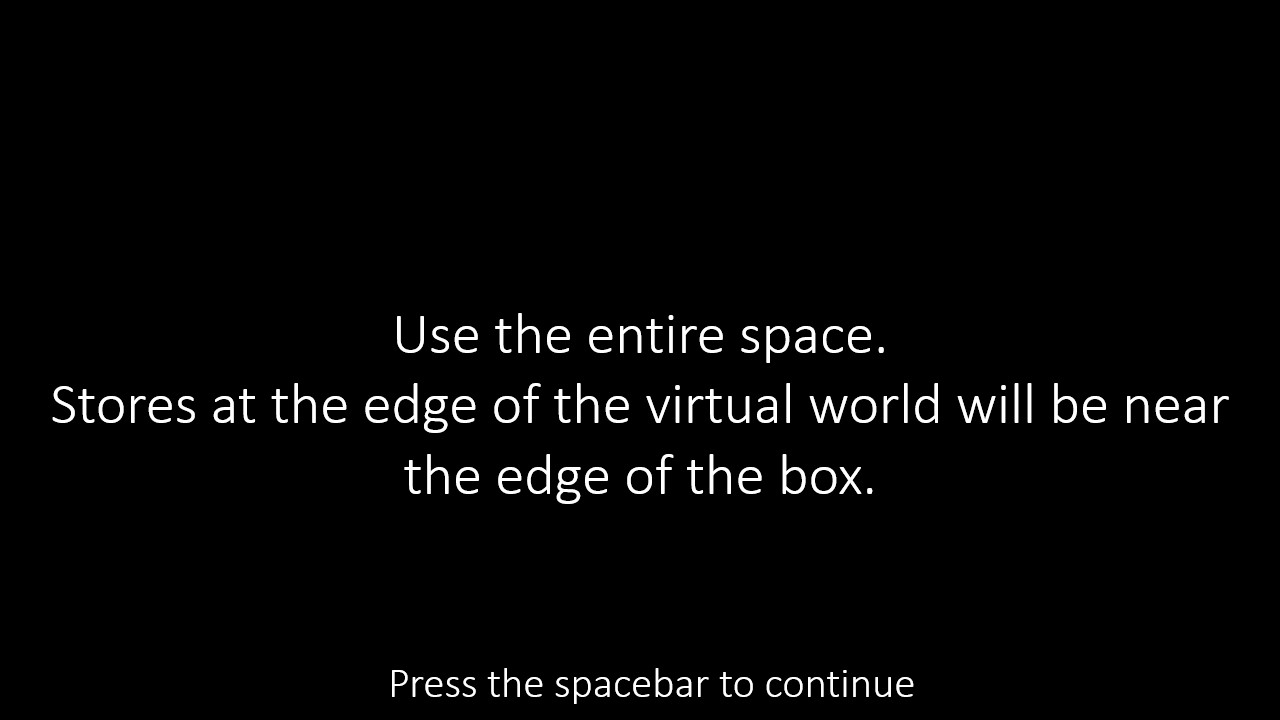 Use the entire space.
Stores at the edge of the virtual world will be near
the edge of the box.
Press the spacebar to continue